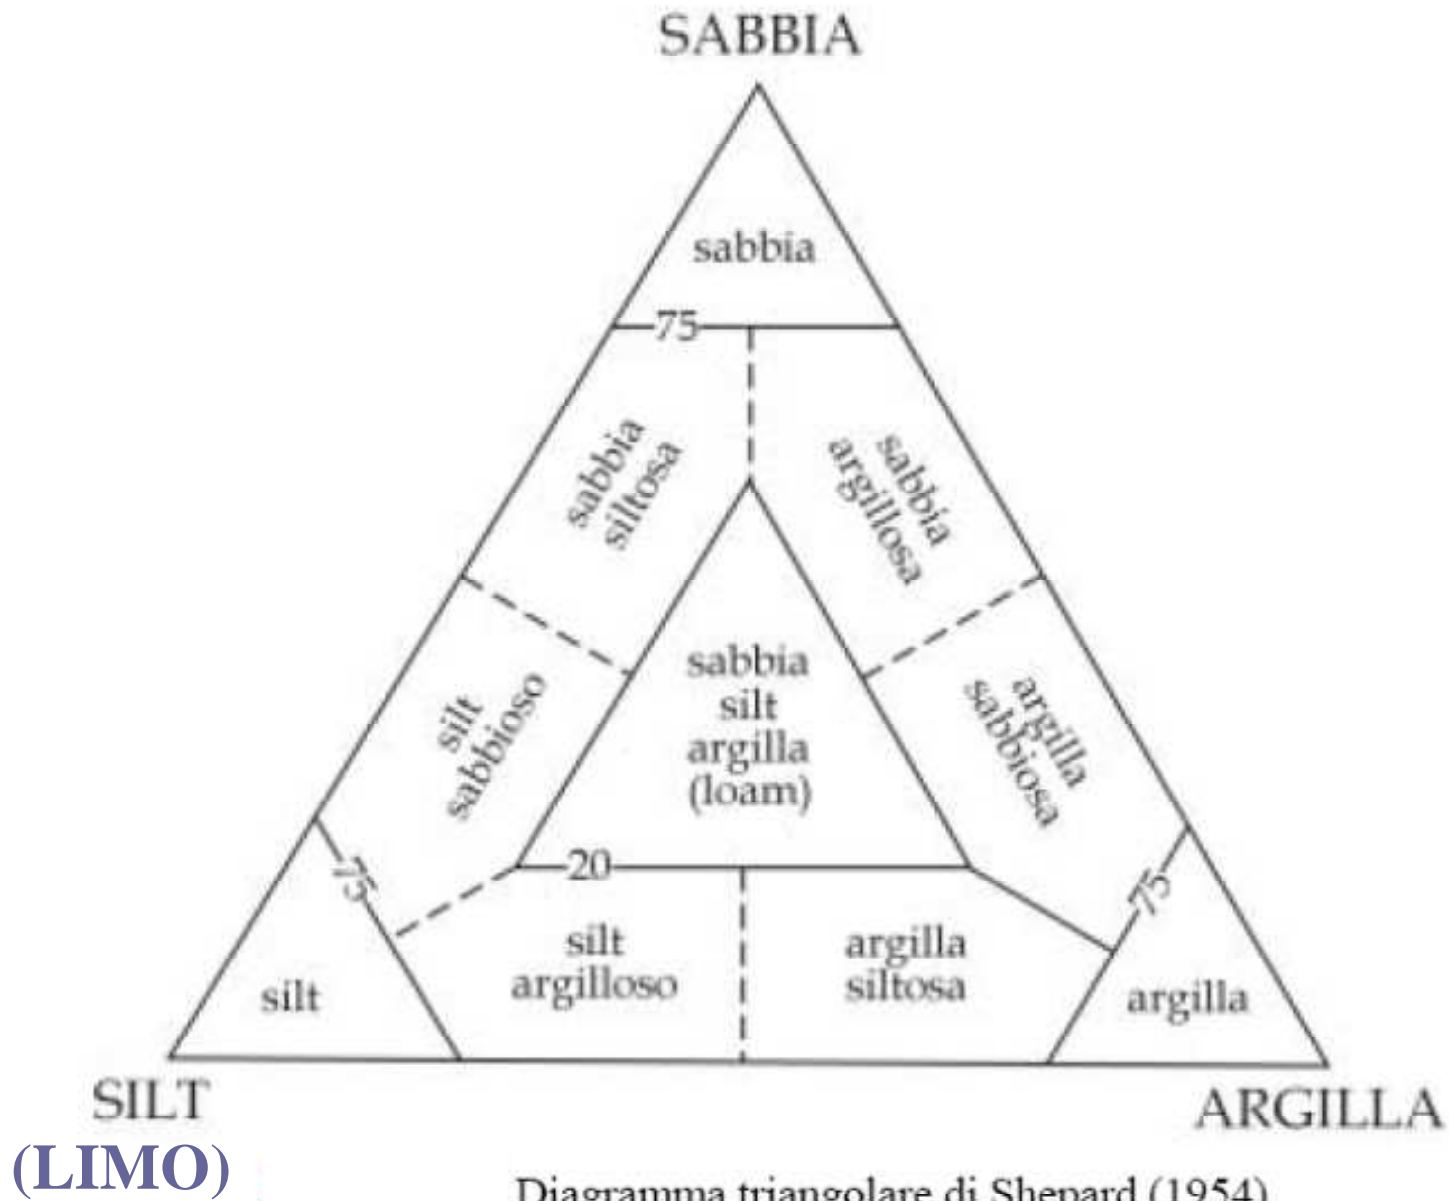 SABBIA
sabbia
75
sabbia
siltosa
sabbia
argillosa
silt
sabbioso
sabbia
silt
argilla
(loam)
argilla
sabbiosa
75
20
75
silt
argilloso
argilla
siltosa
silt
argilla
SILT
ARGILLA
(LIMO)
Diagramma triangolare di Shepard (1954)